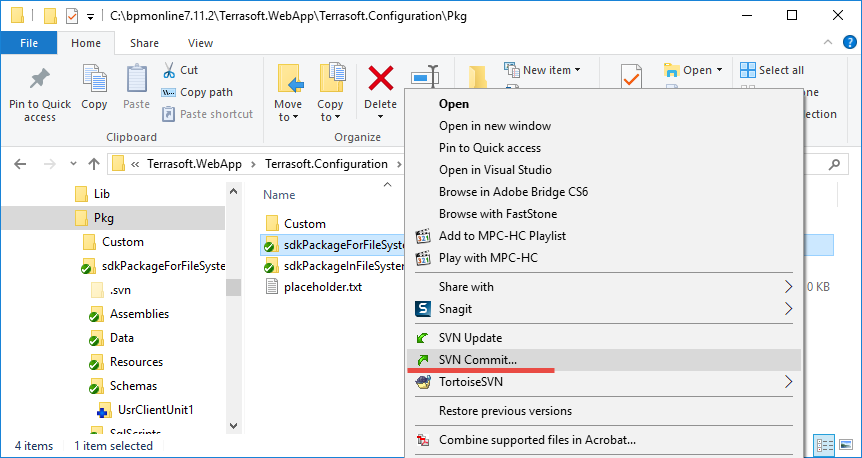 C:\bpmonline7.11.2\Terrasoft.WebApp\Terrasoft.Configuration\Pkg
File Home Share View
Pin to Quick access
Copy
Paste
Cut
Copy path
Paste shortcut
Clipboard
Move to
Copy to
Delete
Organize
New item
Open
Select all
« Terrasoft.WebApp > Terrasoft.Configuration >
Lib
Pkg
Custom
sdkPackageForFileSyste
.svn
Assemblies
Data
Resources
Schemas
UsrClientUnit1
SqlScripts
Name
Custom
sdkPackageForFileSyst
sdkPackageInFileSyster
placeholder.txt
0 KB
Open
Open in new window
Pin to Quick access
Open in Visual Studio
Browse in Adobe Bridge CS6
Browse with FastStone
Add to MPC-HC Playlist
Play with MPC-HC
Share with
Snagit
SVN Update
SVN Commit...
TortoiseSVN
Restore previous versions
Combine supported files in Acrobat...
4 items 1 item selected